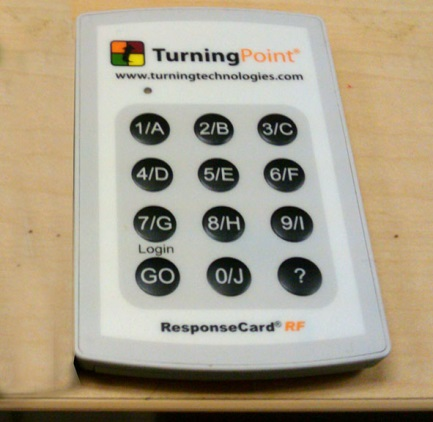 TurningPoint®
www.turningtechnologies.com
1/A 2/B 3/C
4/D 5/E 6/F
7/G 8/H 9/I
Login
GO 0/J ?
ResponseCard® RF